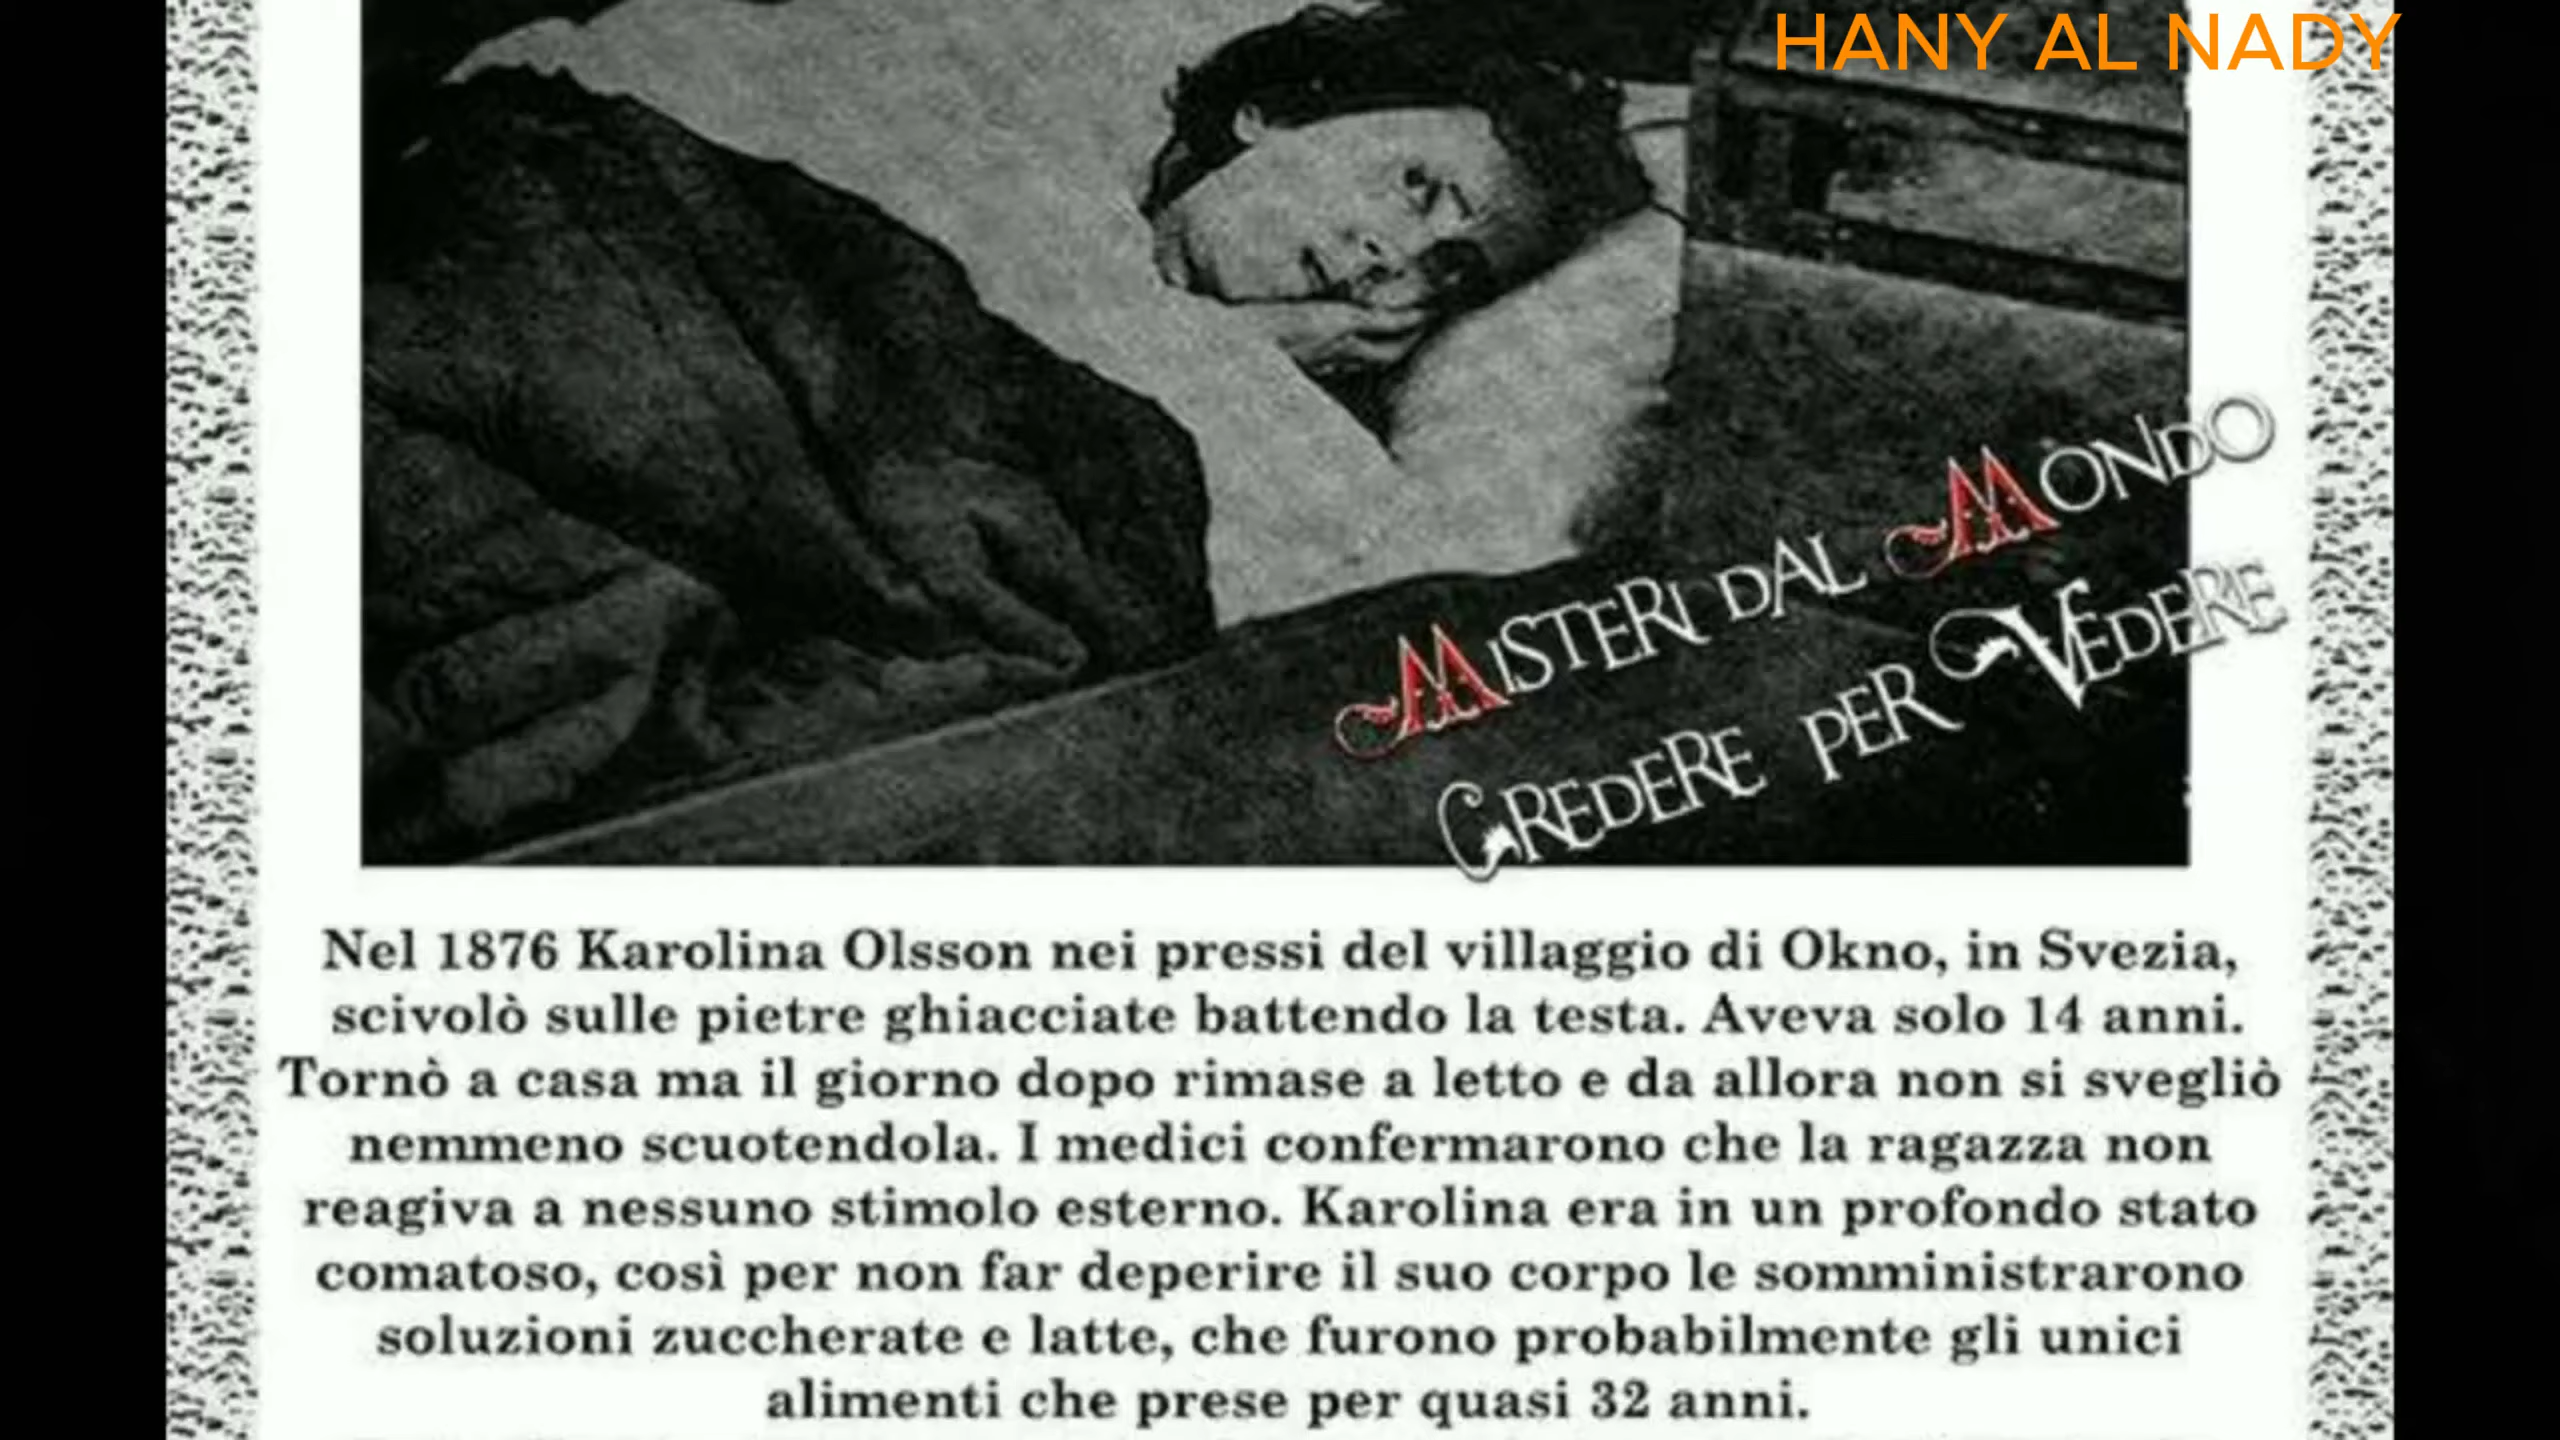 HANY AL NADY
MISTERI DAL MONDO
CREDERE PER VEDERE
Nel 1876 Karolina Olsson nei pressi del villaggio di Okno, in Svezia,
scivolò sulle pietre ghiacciate battendo la testa. Aveva solo 14 anni.
Tornò a casa ma il giorno dopo rimase a letto e da allora non si svegliò
nemmeno scuotendola. I medici confermarono che la ragazza non
reagiva a nessuno stimolo esterno. Karolina era in un profondo stato
comatoso, così per non far deperire il suo corpo le somministrarono
soluzioni zuccherate e latte, che furono probabilmente gli unici
alimenti che prese per quasi 32 anni.